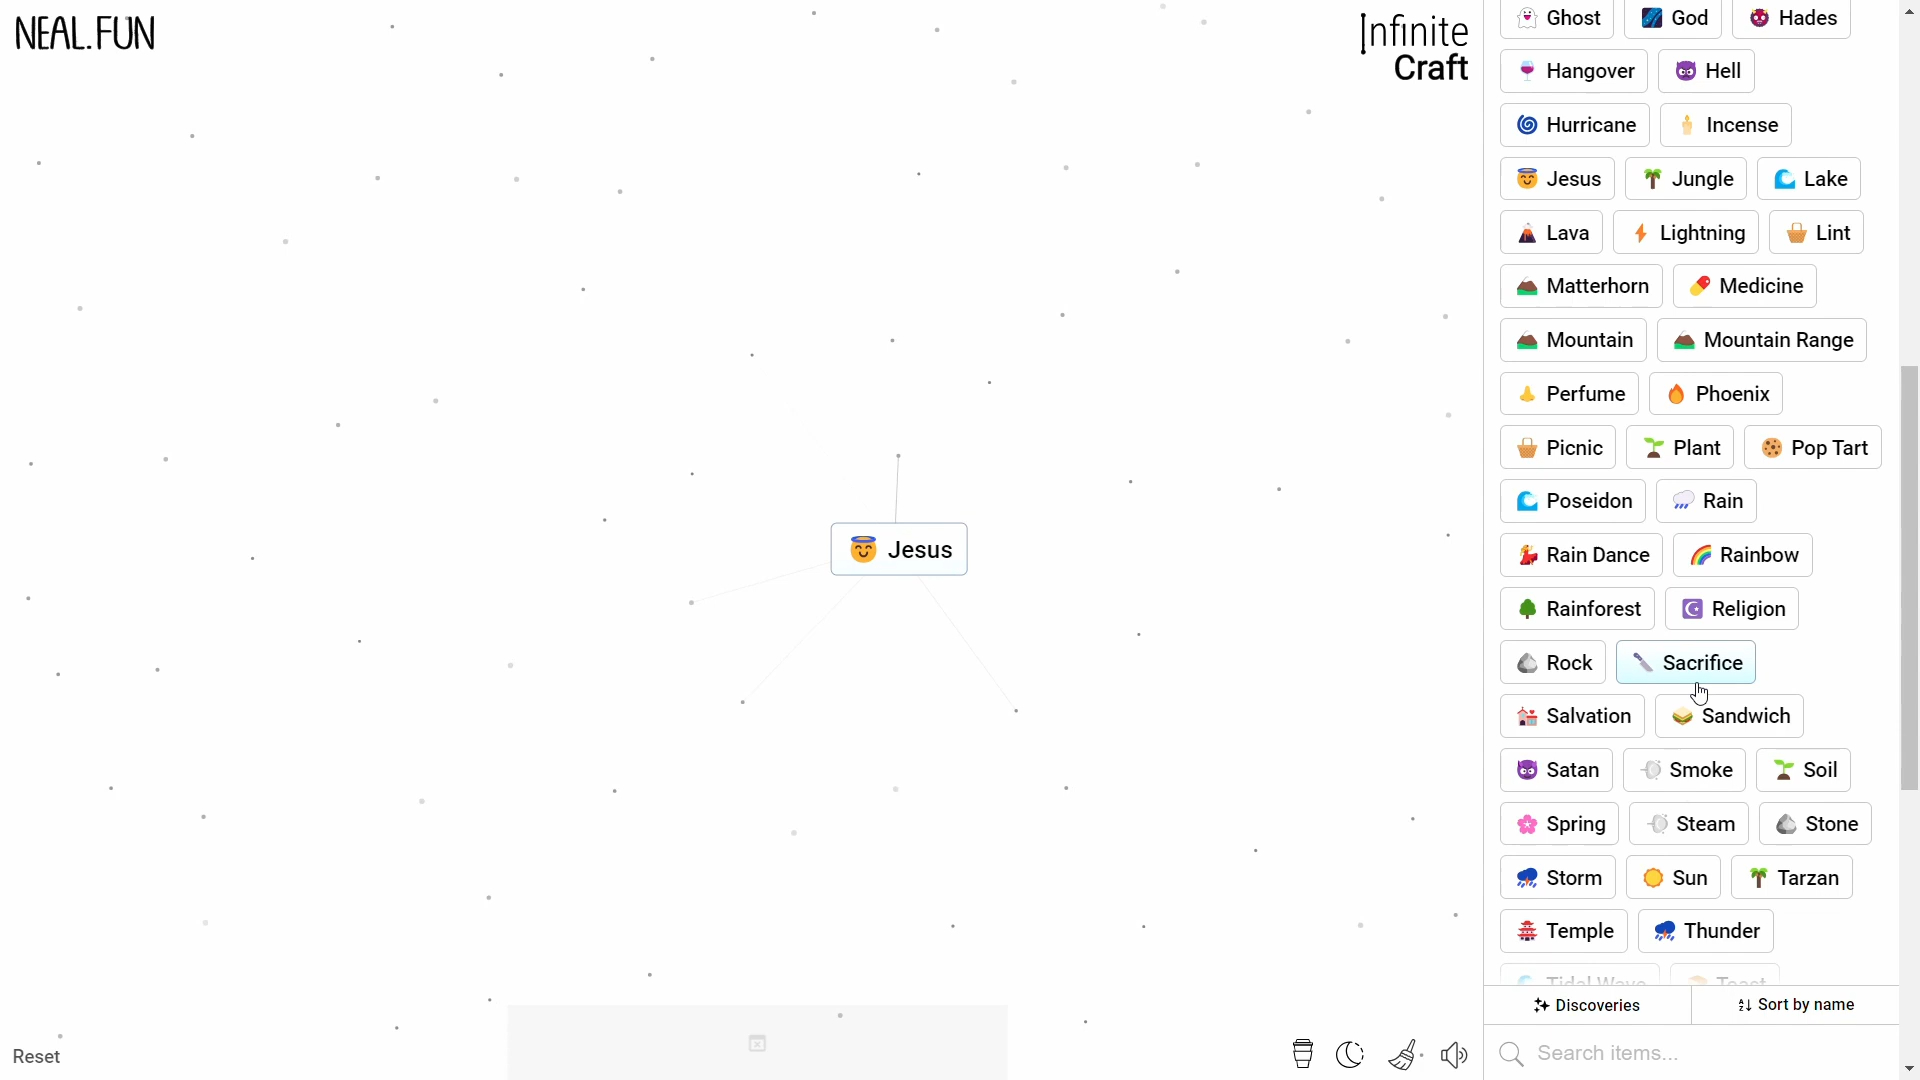 NEAL.FUN
Infinite
Craft
Jesus
Reset
Ghost God Hades
Hangover Hell
Hurricane Incense
Jesus Jungle Lake
Lava Lightning Lint
Matterhorn Medicine
Mountain Mountain Range
Perfume Phoenix
Picnic Plant Pop Tart
Poseidon Rain
Rain Dance Rainbow
Rainforest Religion
Rock Sacrifice
Salvation Sandwich
Satan Smoke Soil
Spring Steam Stone
Storm Sun Tarzan
Temple Thunder
Tidal Wave Toast
Discoveries Sort by name
Search items...